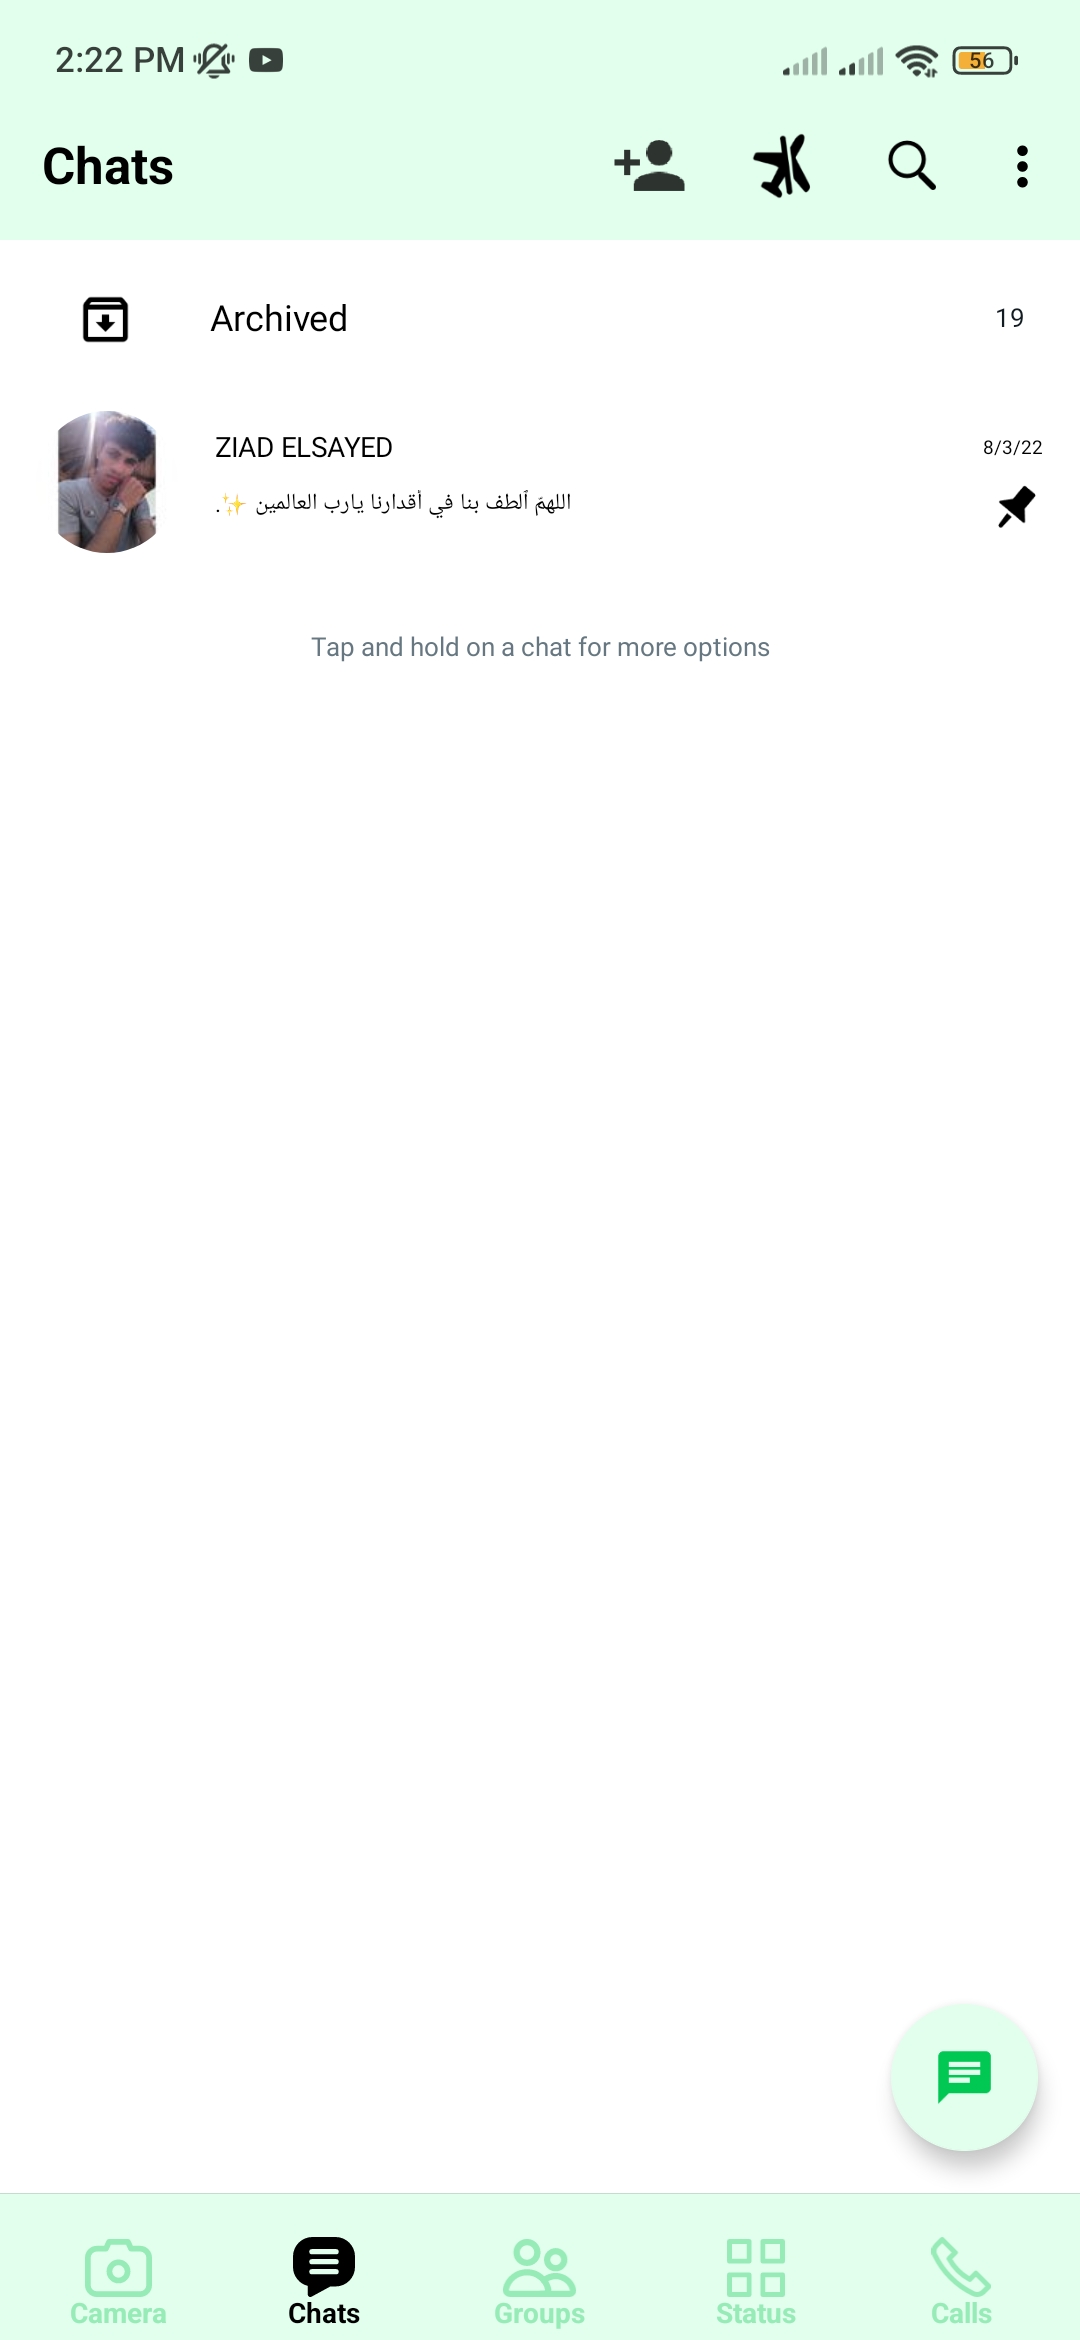 2:22 PM
56
Chats
Archived
19
ZIAD ELSAYED
8/3/22
اللهمّ ٱلطف بنا في أقدارنا يارب العالمين ✨.
Tap and hold on a chat for more options
Camera
Chats
Groups
Status
Calls